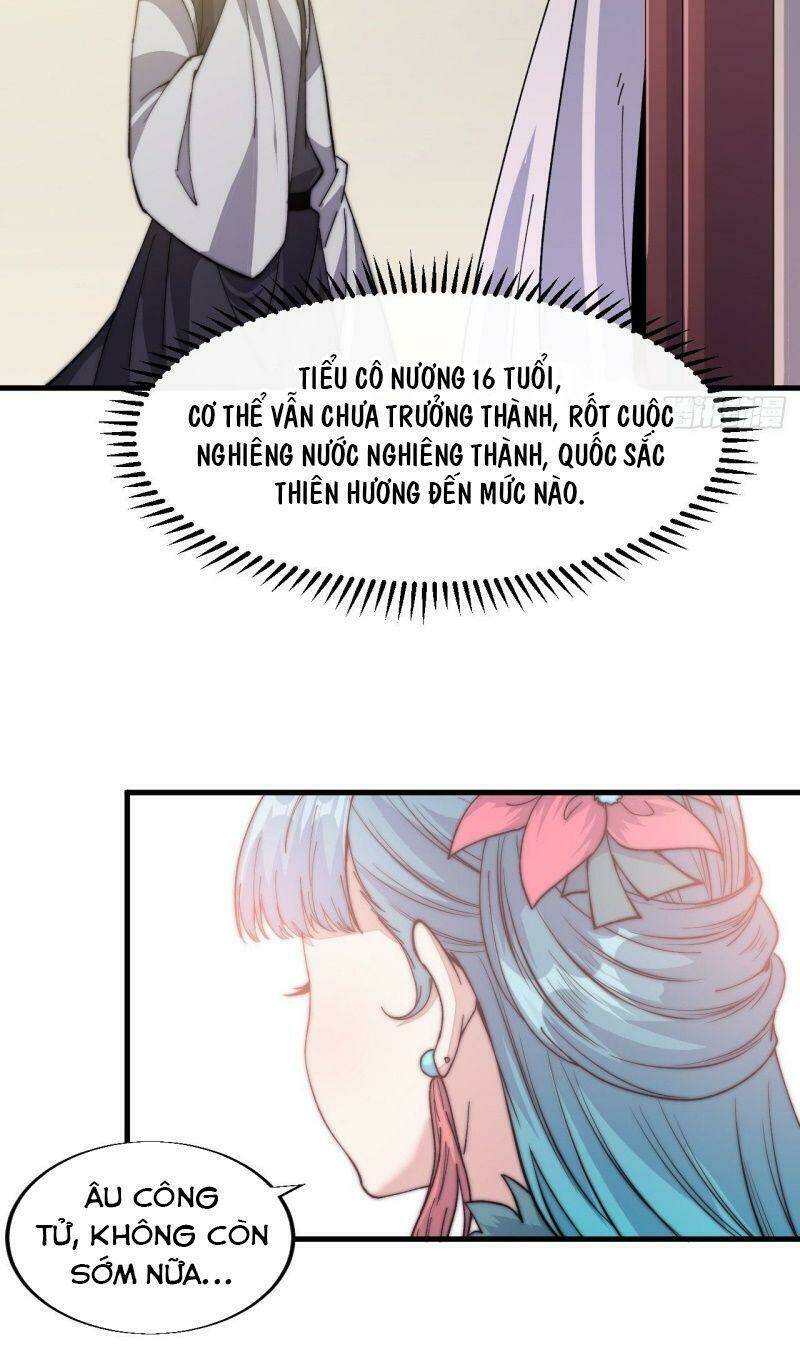 TIỂU CÔ NƯƠNG 16 TUỔI,
CƠ THỂ VẪN CHƯA TRƯỞNG THÀNH, RỐT CUỘC
NGHIÊNG NƯỚC NGHIÊNG THÀNH, QUỐC SẮC
THIÊN HƯƠNG ĐẾN MỨC NÀO.
ÂU CÔNG
TỬ, KHÔNG CÒN
SỚM NỮA...